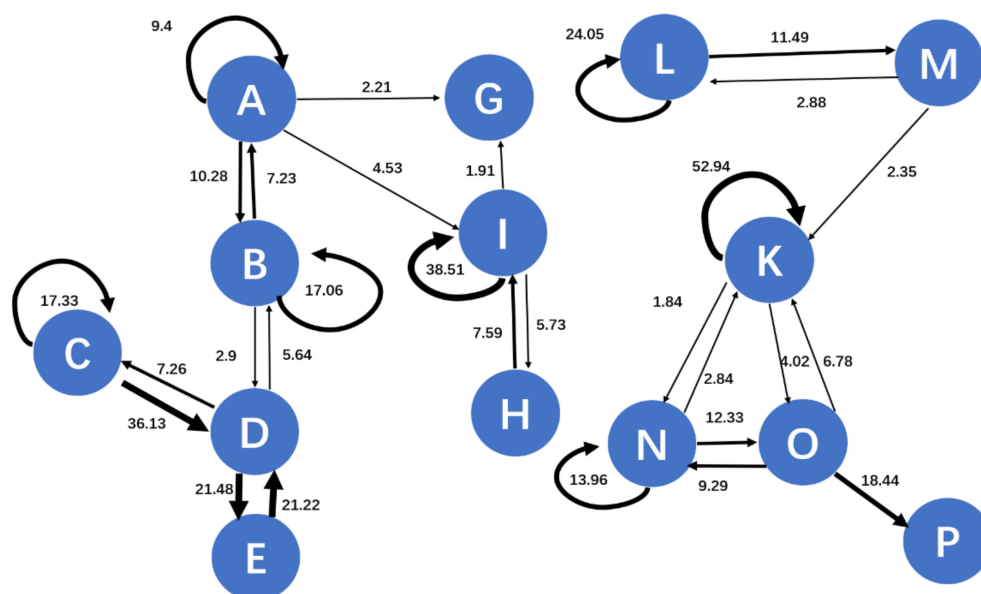 9.4
24.05
L
11.49
M
A
2.21
G
2.88
10.28
7.23
4.53
1.91
52.94
2.35
B
17.06
I
38.51
K
17.33
C
7.26
2.9
5.64
7.59
5.73
1.84
4.02
6.78
2.84
36.13
D
H
12.33
N
O
13.96
9.29
18.44
21.48
21.22
E
P